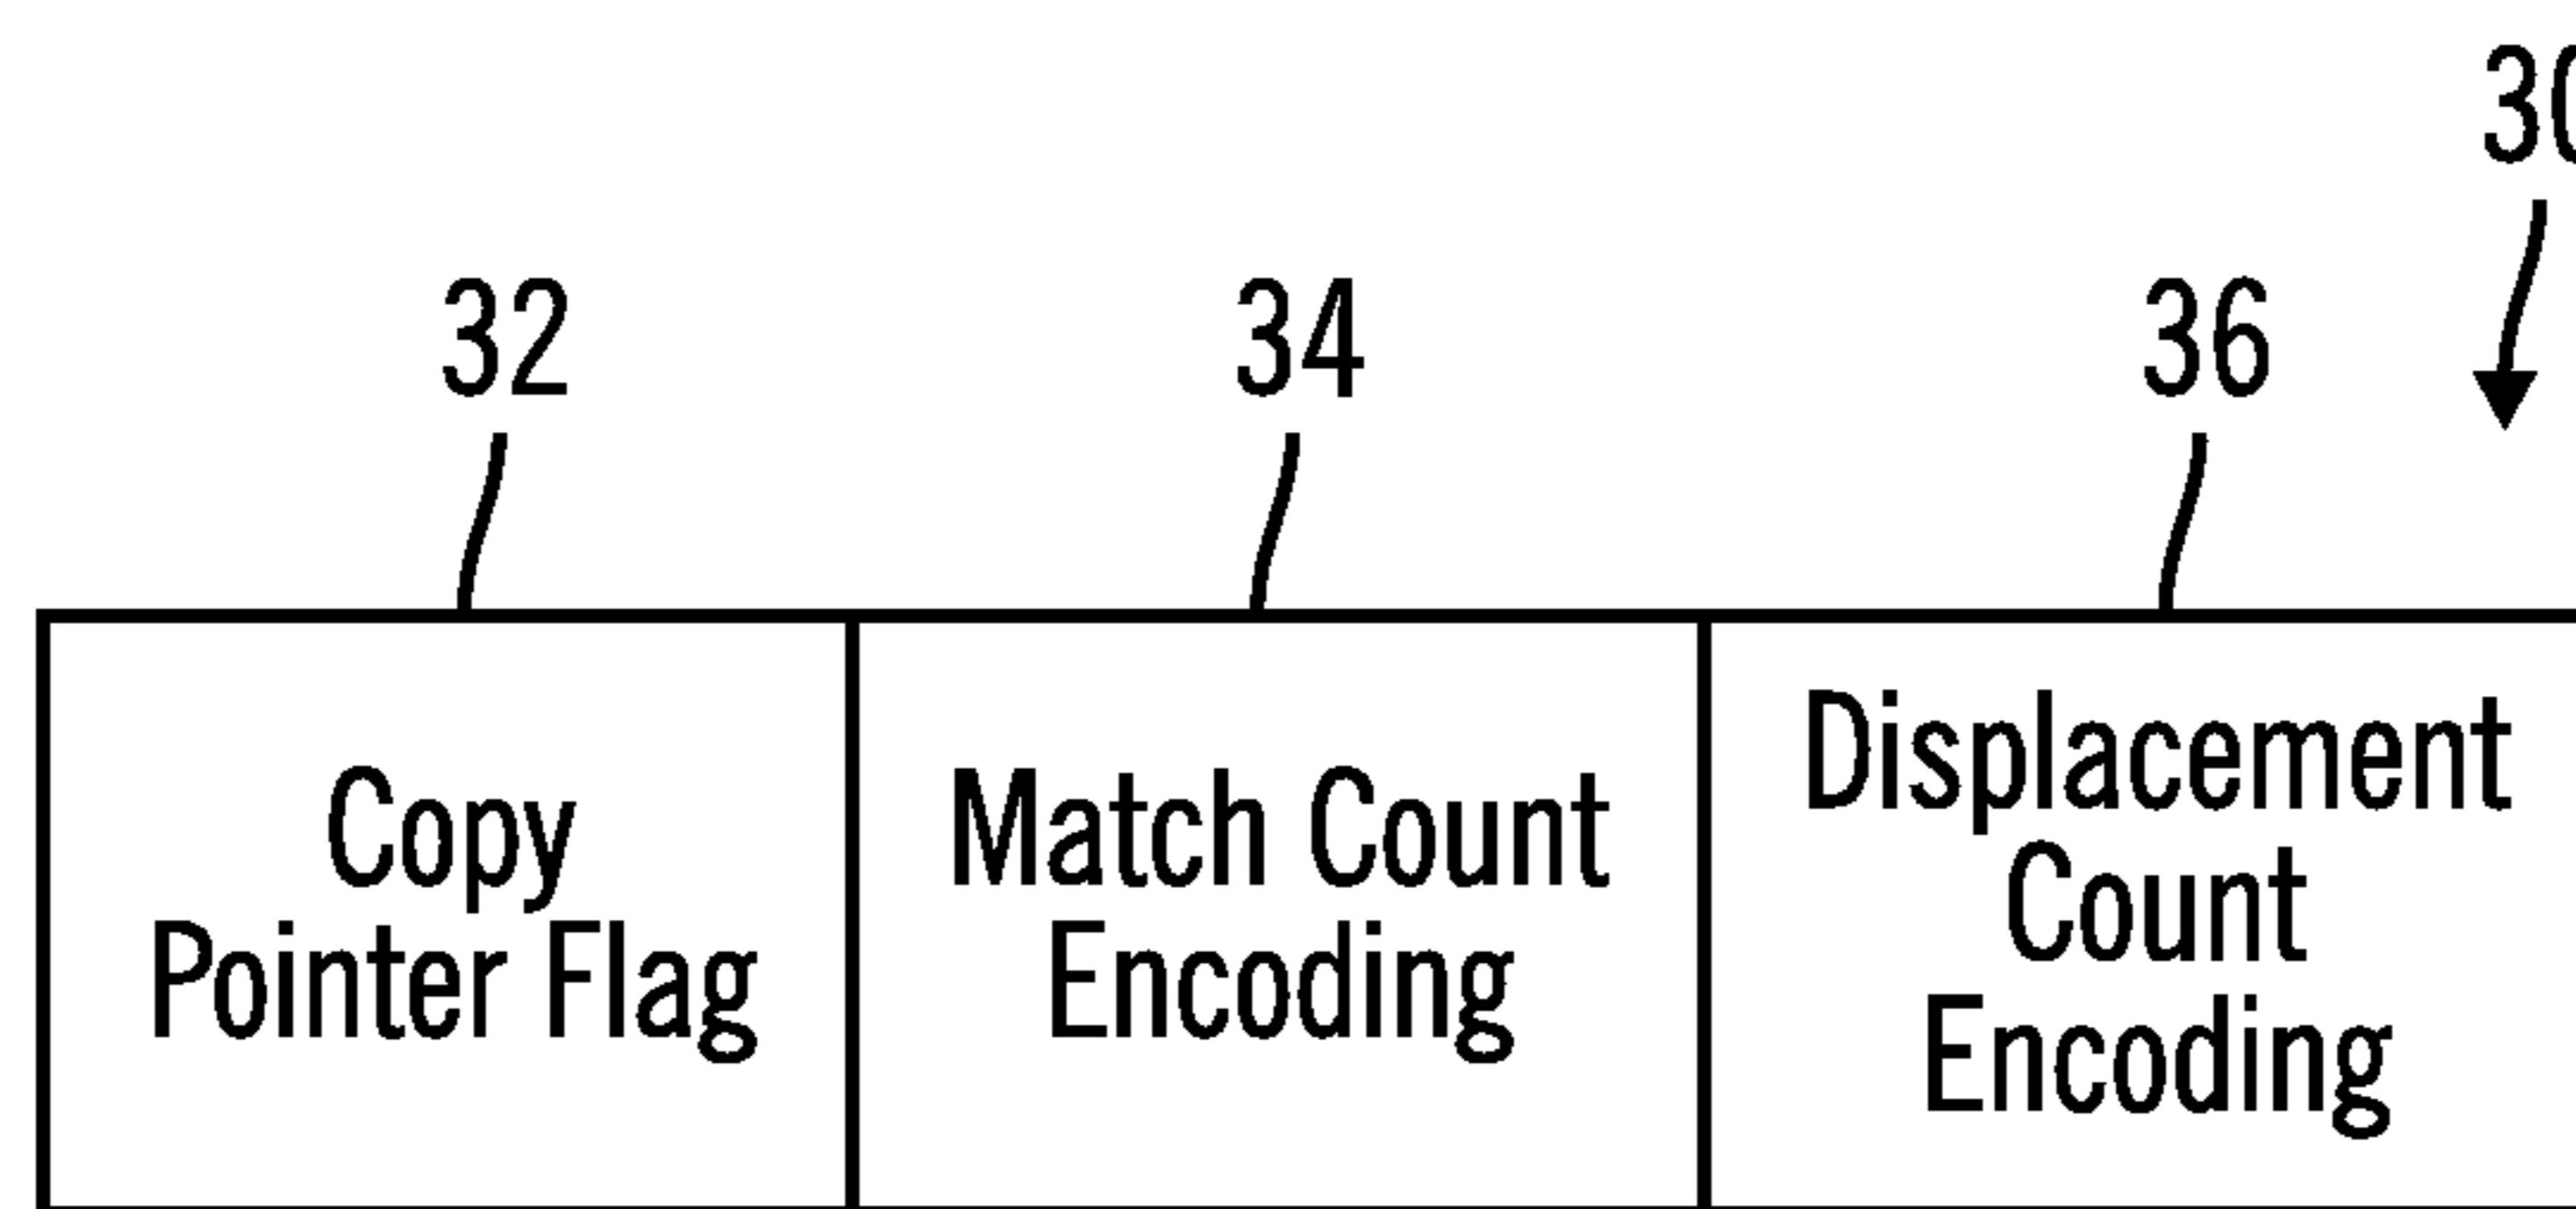 30
32 34 36
Copy
Pointer Flag
Match Count
Encoding
Displacement
Count
Encoding